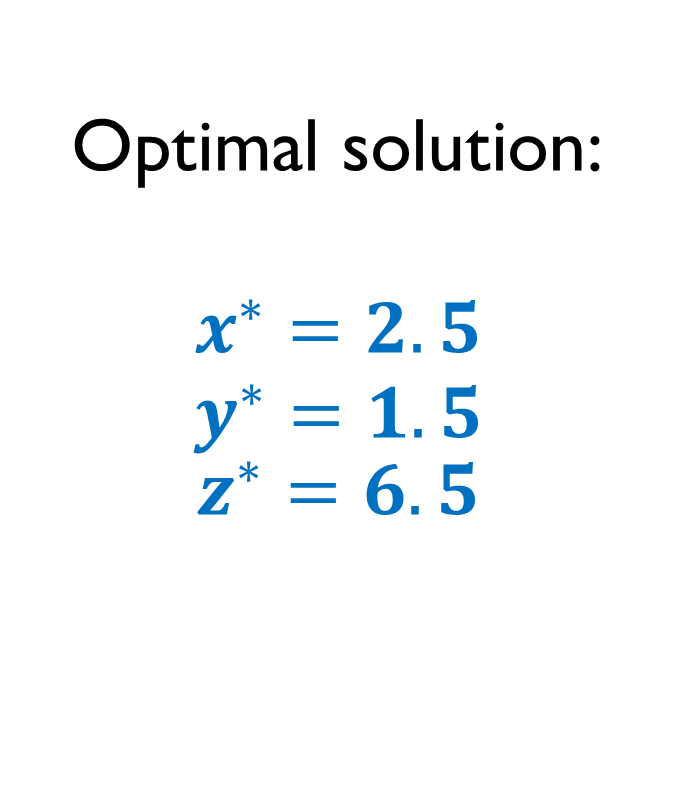 Optimal solution:
x* = 2.5
y* = 1.5
z* = 6.5